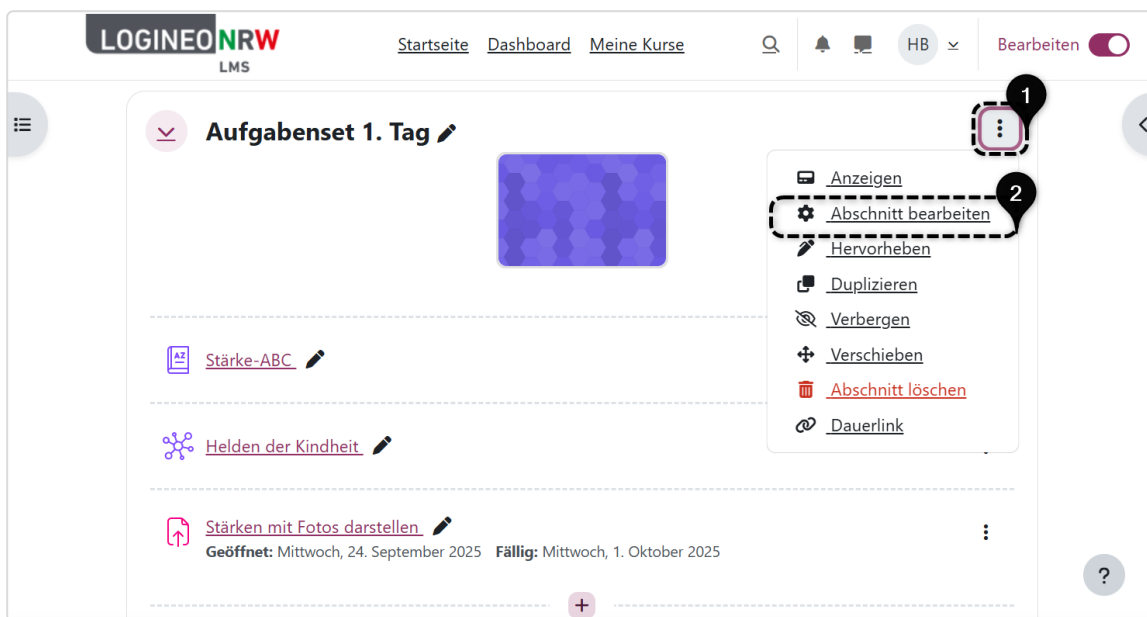 LOGINEO NRW
LMS
Startseite Dashboard Meine Kurse HB Bearbeiten
1
Aufgabenset 1. Tag
Anzeigen
2
Abschnitt bearbeiten
Hervorheben
Duplizieren
Verbergen
Verschieben
Abschnitt löschen
Dauerlink
AZ
Stärke-ABC
Helden der Kindheit
Stärken mit Fotos darstellen
Geöffnet: Mittwoch, 24. September 2025 Fällig: Mittwoch, 1. Oktober 2025
?
+